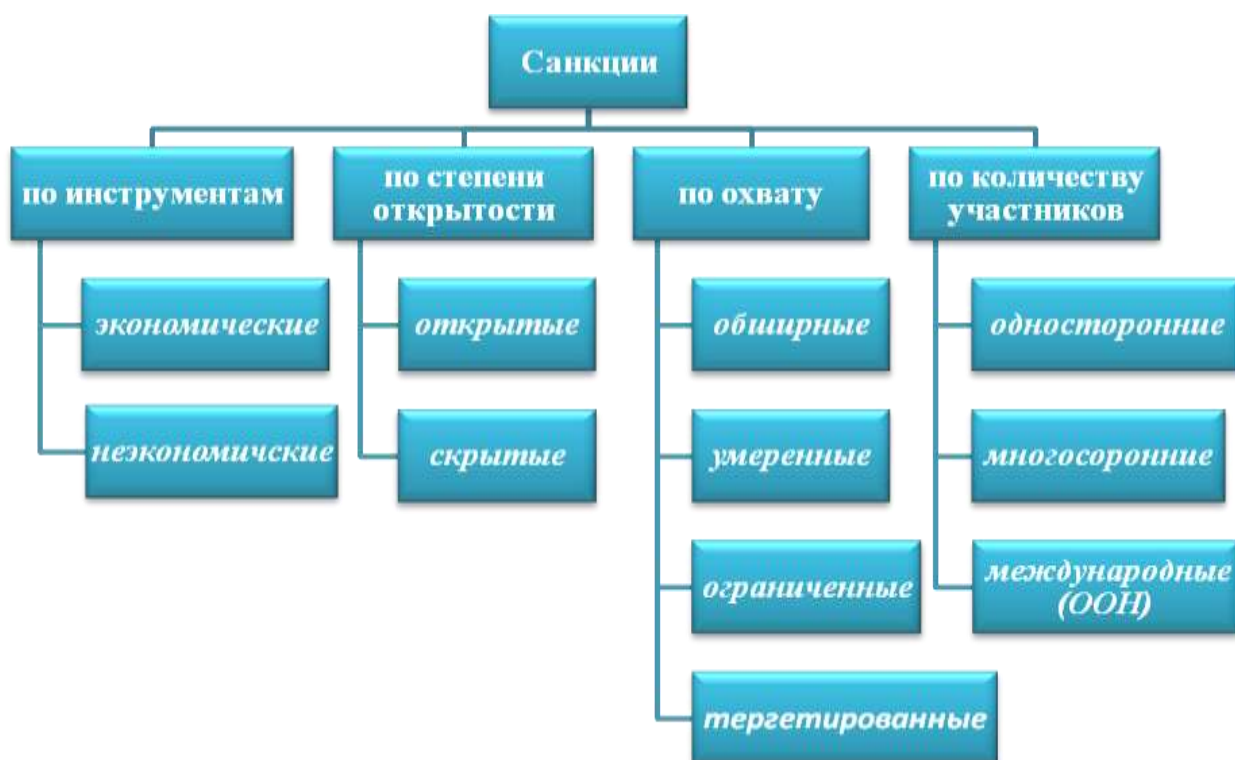 Санкции
по инструментам
по степени
открытости
по охвату
по количеству
участников
экономические
открытые
обширные
односторонние
неэкономичские
скрытые
умеренные
многосоронние
ограниченные
международные
(ООН)
тергетированные